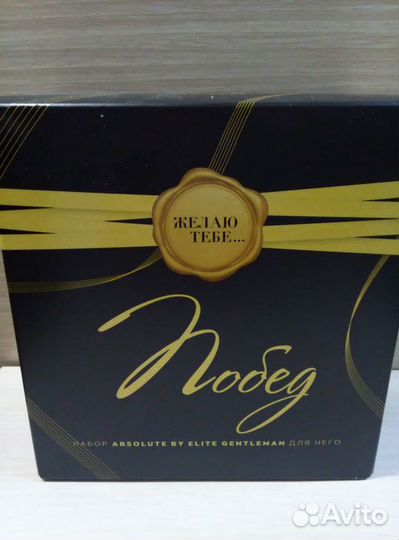 ЖЕЛАЮ
ТЕБЕ...
Побед
НАБОР ABSOLUTE BY ELITE GENTLEMAN ДЛЯ НЕГО
Avito